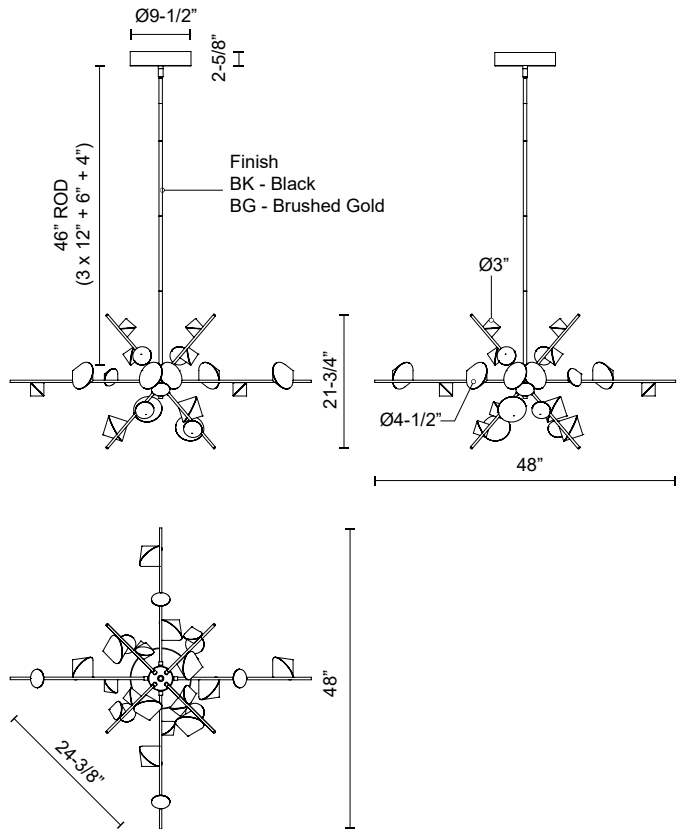 Ø9-1/2”
2-5/8”
46” ROD
(3 x 12” + 6” + 4”)
Finish
BK - Black
BG - Brushed Gold
21-3/4”
Ø3”
Ø4-1/2”
48”
48”
24-3/8”